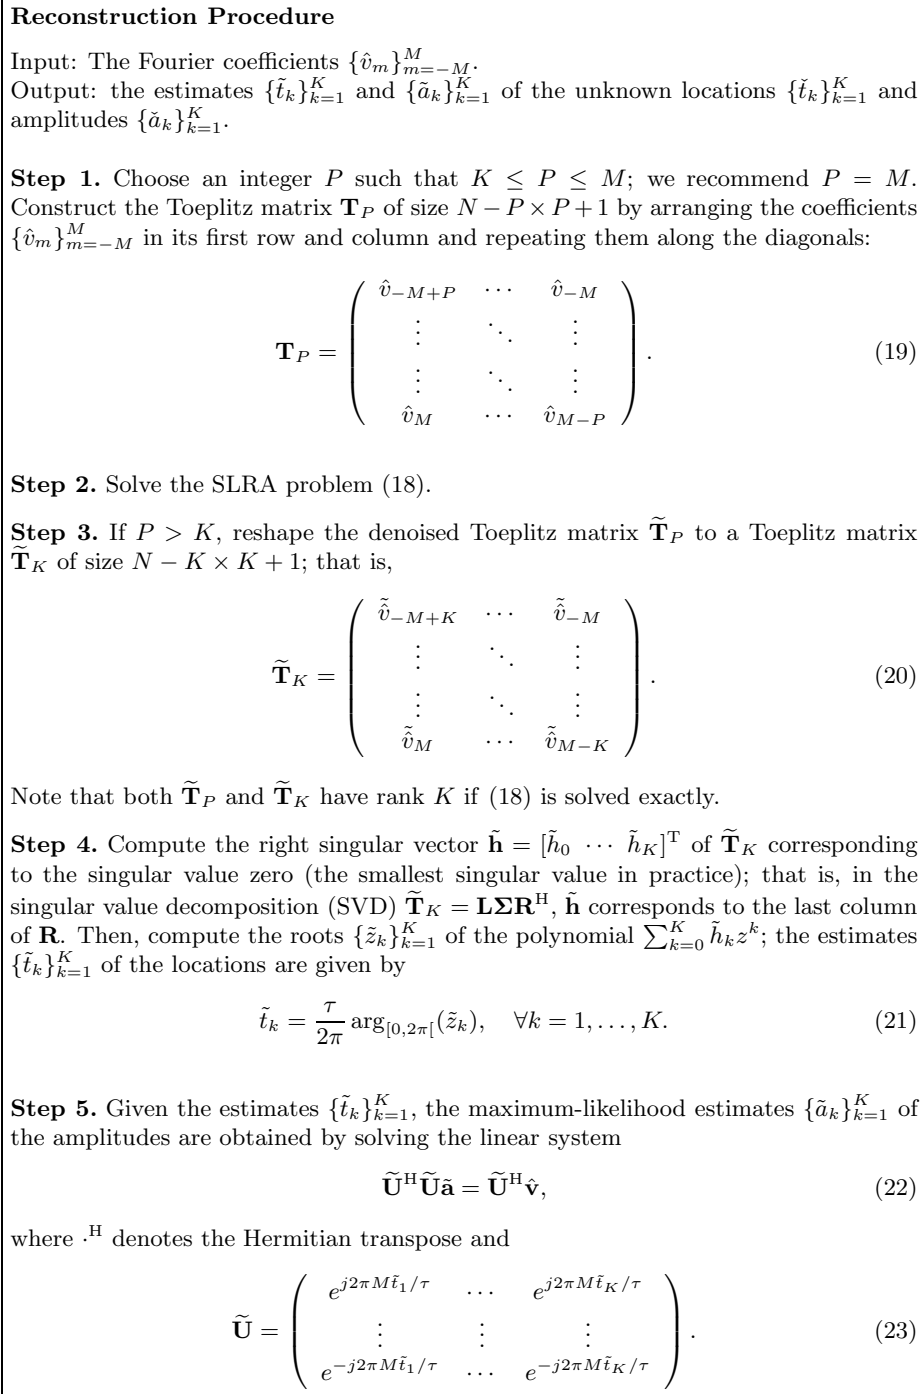 Reconstruction Procedure
Input: The Fourier coefficients {v̂_m}_{m=−M}^{M}.
Output: the estimates {t̃_k}_{k=1}^{K} and {ã_k}_{k=1}^{K} of the unknown locations {ť_k}_{k=1}^{K} and
amplitudes {ǎ_k}_{k=1}^{K}.
Step 1. Choose an integer P such that K ≤ P ≤ M; we recommend P = M.
Construct the Toeplitz matrix T_P of size N − P × P + 1 by arranging the coefficients
{v̂_m}_{m=−M}^{M} in its first row and column and repeating them along the diagonals:
T_P = ( v̂_{−M+P} ⋯ v̂_{−M}
⋮ ⋱ ⋮
⋮ ⋱ ⋮
v̂_M ⋯ v̂_{M−P} ) . (19)
Step 2. Solve the SLRA problem (18).
Step 3. If P > K, reshape the denoised Toeplitz matrix T̃_P to a Toeplitz matrix
T̃_K of size N − K × K + 1; that is,
T̃_K = ( ṽ̂_{−M+K} ⋯ ṽ̂_{−M}
⋮ ⋱ ⋮
⋮ ⋱ ⋮
ṽ̂_M ⋯ ṽ̂_{M−K} ) . (20)
Note that both T̃_P and T̃_K have rank K if (18) is solved exactly.
Step 4. Compute the right singular vector h̃ = [h̃_0 ⋯ h̃_K]^T of T̃_K corresponding
to the singular value zero (the smallest singular value in practice); that is, in the
singular value decomposition (SVD) T̃_K = LΣR^H, h̃ corresponds to the last column
of R. Then, compute the roots {z̃_k}_{k=1}^{K} of the polynomial ∑_{k=0}^{K} h̃_k z^k; the estimates
{t̃_k}_{k=1}^{K} of the locations are given by
t̃_k = τ/2π arg_{[0,2π[}(z̃_k), ∀k = 1, . . . , K. (21)
Step 5. Given the estimates {t̃_k}_{k=1}^{K}, the maximum-likelihood estimates {ã_k}_{k=1}^{K} of
the amplitudes are obtained by solving the linear system
Ũ^H Ũã = Ũ^H v̂, (22)
where ·^H denotes the Hermitian transpose and
Ũ = ( e^{j2πMt̃_1/τ} ⋯ e^{j2πMt̃_K/τ}
⋮ ⋮ ⋮
e^{−j2πMt̃_1/τ} ⋯ e^{−j2πMt̃_K/τ} ) . (23)